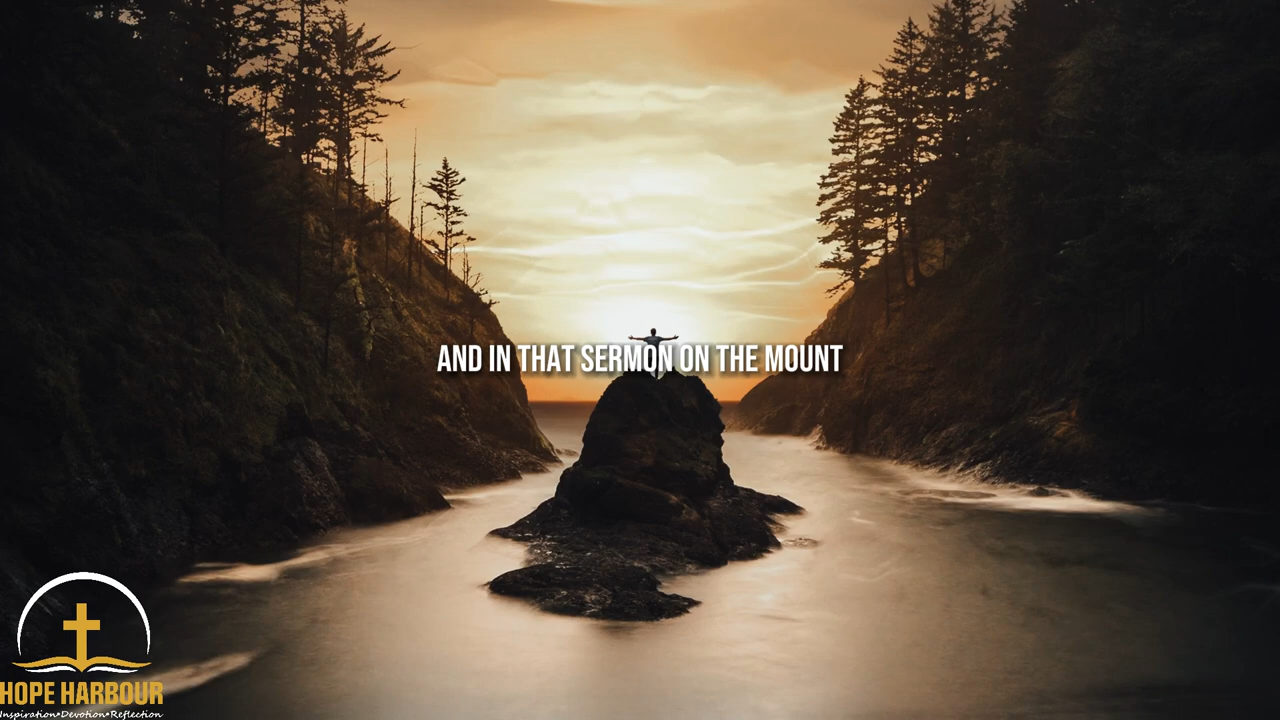 AND IN THAT SERMON ON THE MOUNT
HOPE HARBOUR
Inspiration•Devotion•Reflection